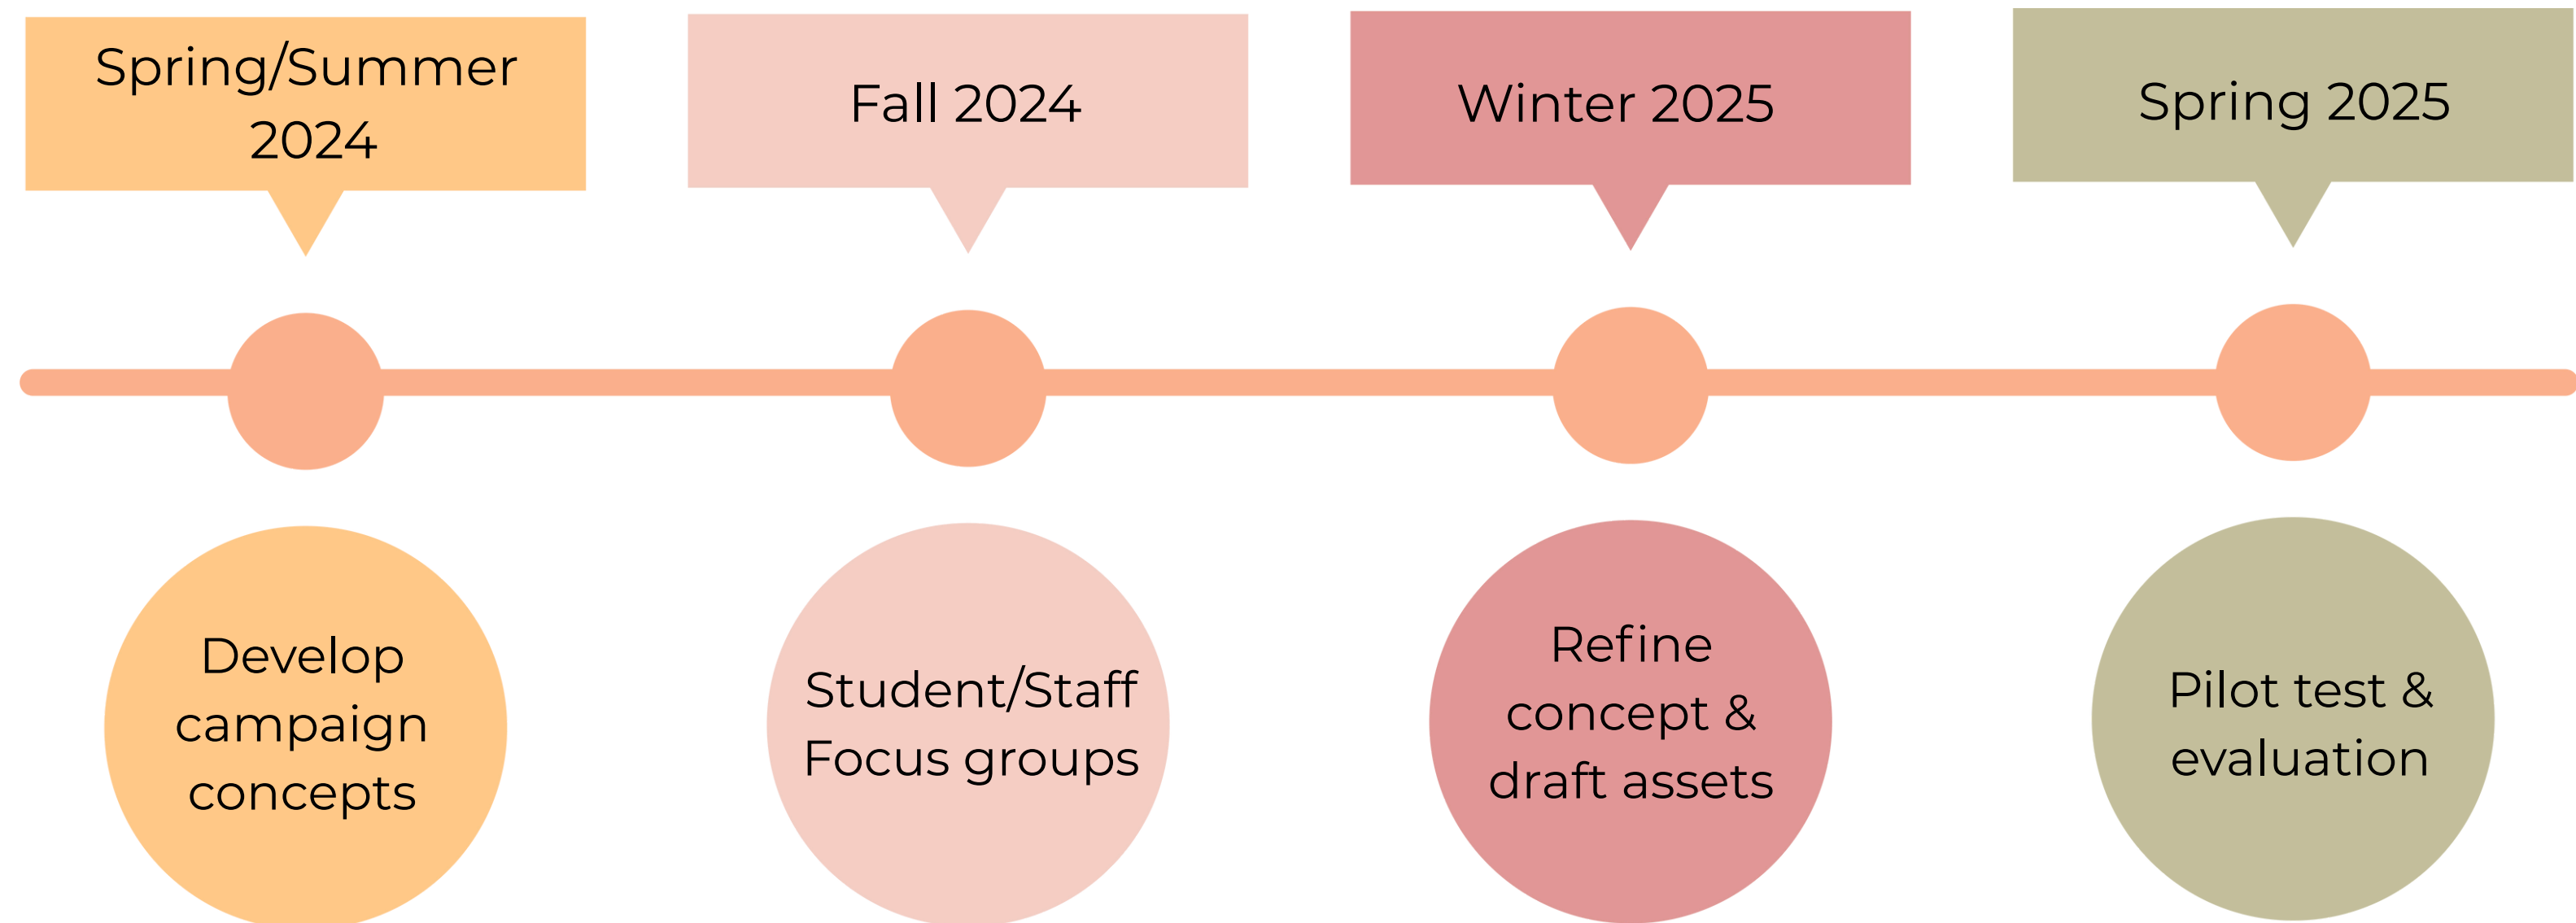 Spring/Summer
2024
Fall 2024
Winter 2025
Spring 2025
Develop
campaign
concepts
Student/Staff
Focus groups
Refine
concept &
draft assets
Pilot test &
evaluation